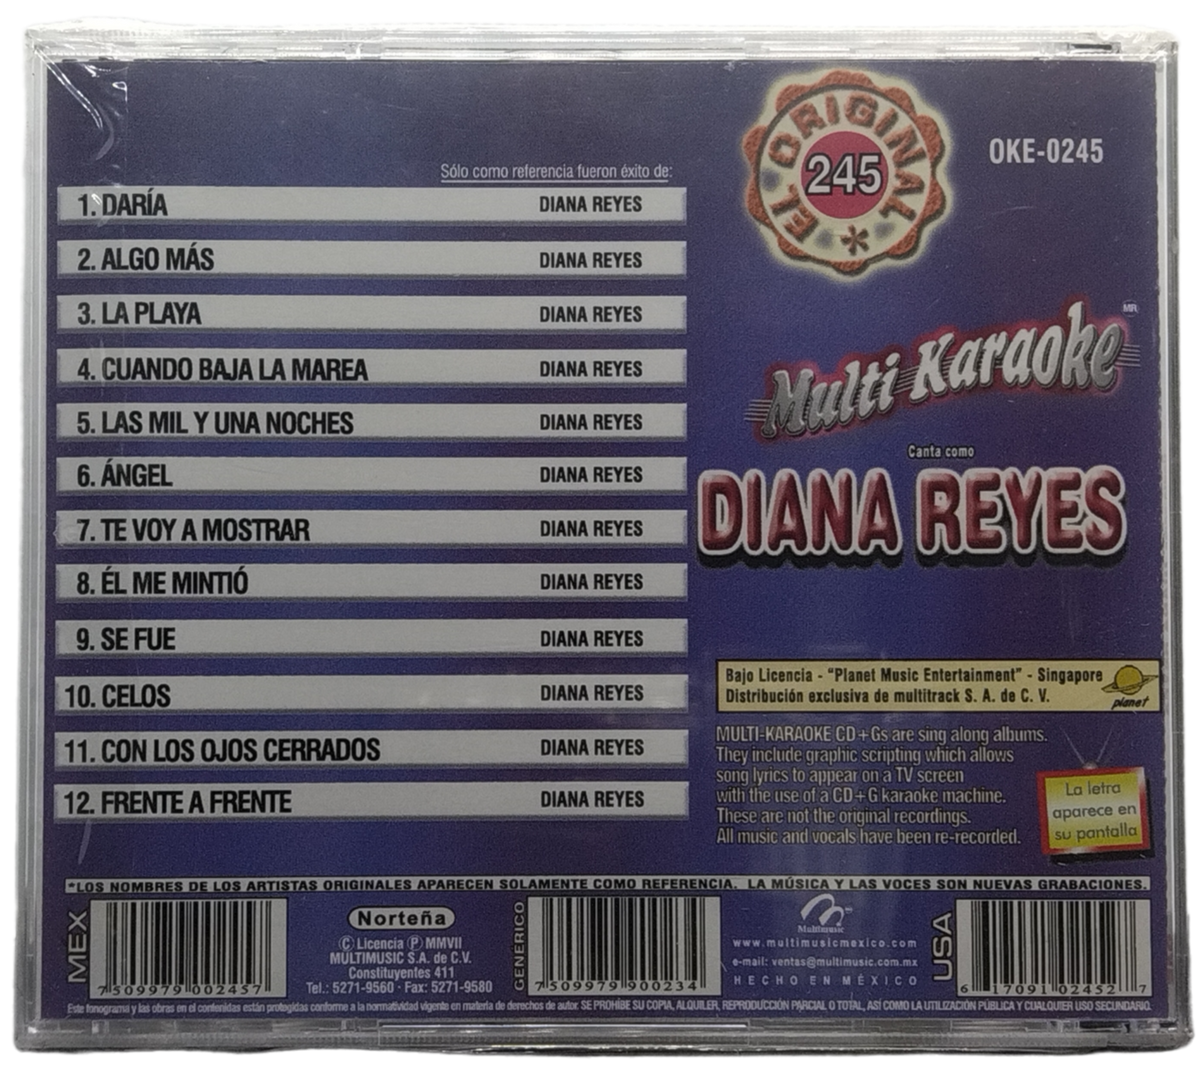 Sólo como referencia fueron éxito de:
1. DARÍA DIANA REYES
2. ALGO MÁS DIANA REYES
3. LA PLAYA DIANA REYES
4. CUANDO BAJA LA MAREA DIANA REYES
5. LAS MIL Y UNA NOCHES DIANA REYES
6. ÁNGEL DIANA REYES
7. TE VOY A MOSTRAR DIANA REYES
8. ÉL ME MINTIÓ DIANA REYES
9. SE FUE DIANA REYES
10. CELOS DIANA REYES
11. CON LOS OJOS CERRADOS DIANA REYES
12. FRENTE A FRENTE DIANA REYES
EL ORIGINAL *
245
OKE-0245
Multi Karaoke MR
Canta como
DIANA REYES
Bajo Licencia - "Planet Music Entertainment" - Singapore
Distribución exclusiva de multitrack S. A. de C. V.
planet
MULTI-KARAOKE CD+Gs are sing along albums.
They include graphic scripting which allows
song lyrics to appear on a TV screen
with the use of a CD+G karaoke machine.
These are not the original recordings.
All music and vocals have been re-recorded.
La letra
aparece en
su pantalla
*LOS NOMBRES DE LOS ARTISTAS ORIGINALES APARECEN SOLAMENTE COMO REFERENCIA. LA MÚSICA Y LAS VOCES SON NUEVAS GRABACIONES.
MEX
7 509979 002457
Norteña
Ⓒ Licencia Ⓟ MMVII
MULTIMUSIC S.A. de C.V.
Constituyentes 411
Tel.: 5271-9560 · Fax: 5271-9580
GENERICO
7 509979 900234
Multimusic
www.multimusicmexico.com
e-mail: ventas@multimusic.com.mx
HECHO EN MÉXICO
USA
6 17091 02452 7
Este fonograma y las obras en el contenidas están protegidas conforme a la normatividad vigente en materia de derechos de autor. SE PROHIBE SU COPIA, ALQUILER, REPRODUCCIÓN PARCIAL O TOTAL, ASÍ COMO LA UTILIZACIÓN PÚBLICA Y CUALQUIER USO SECUNDARIO.